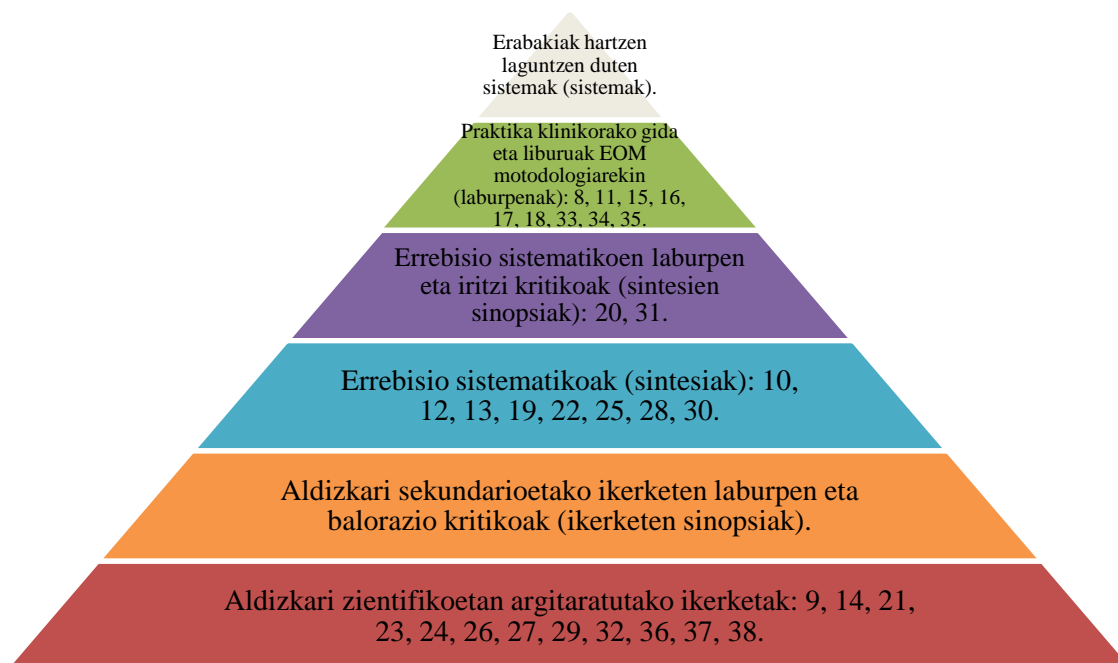 Erabakiak hartzen
laguntzen duten
sistemak (sistemak).
Praktika klinikorako gida
eta liburuak EOM
motodologiarekin
(laburpenak): 8, 11, 15, 16,
17, 18, 33, 34, 35.
Errebisio sistematikoen laburpen
eta iritzi kritikoak (sintesien
sinopsiak): 20, 31.
Errebisio sistematikoak (sintesiak): 10,
12, 13, 19, 22, 25, 28, 30.
Aldizkari sekundarioetako ikerketen laburpen eta
balorazio kritikoak (ikerketen sinopsiak).
Aldizkari zientifikoetan argitaratutako ikerketak: 9, 14, 21,
23, 24, 26, 27, 29, 32, 36, 37, 38.